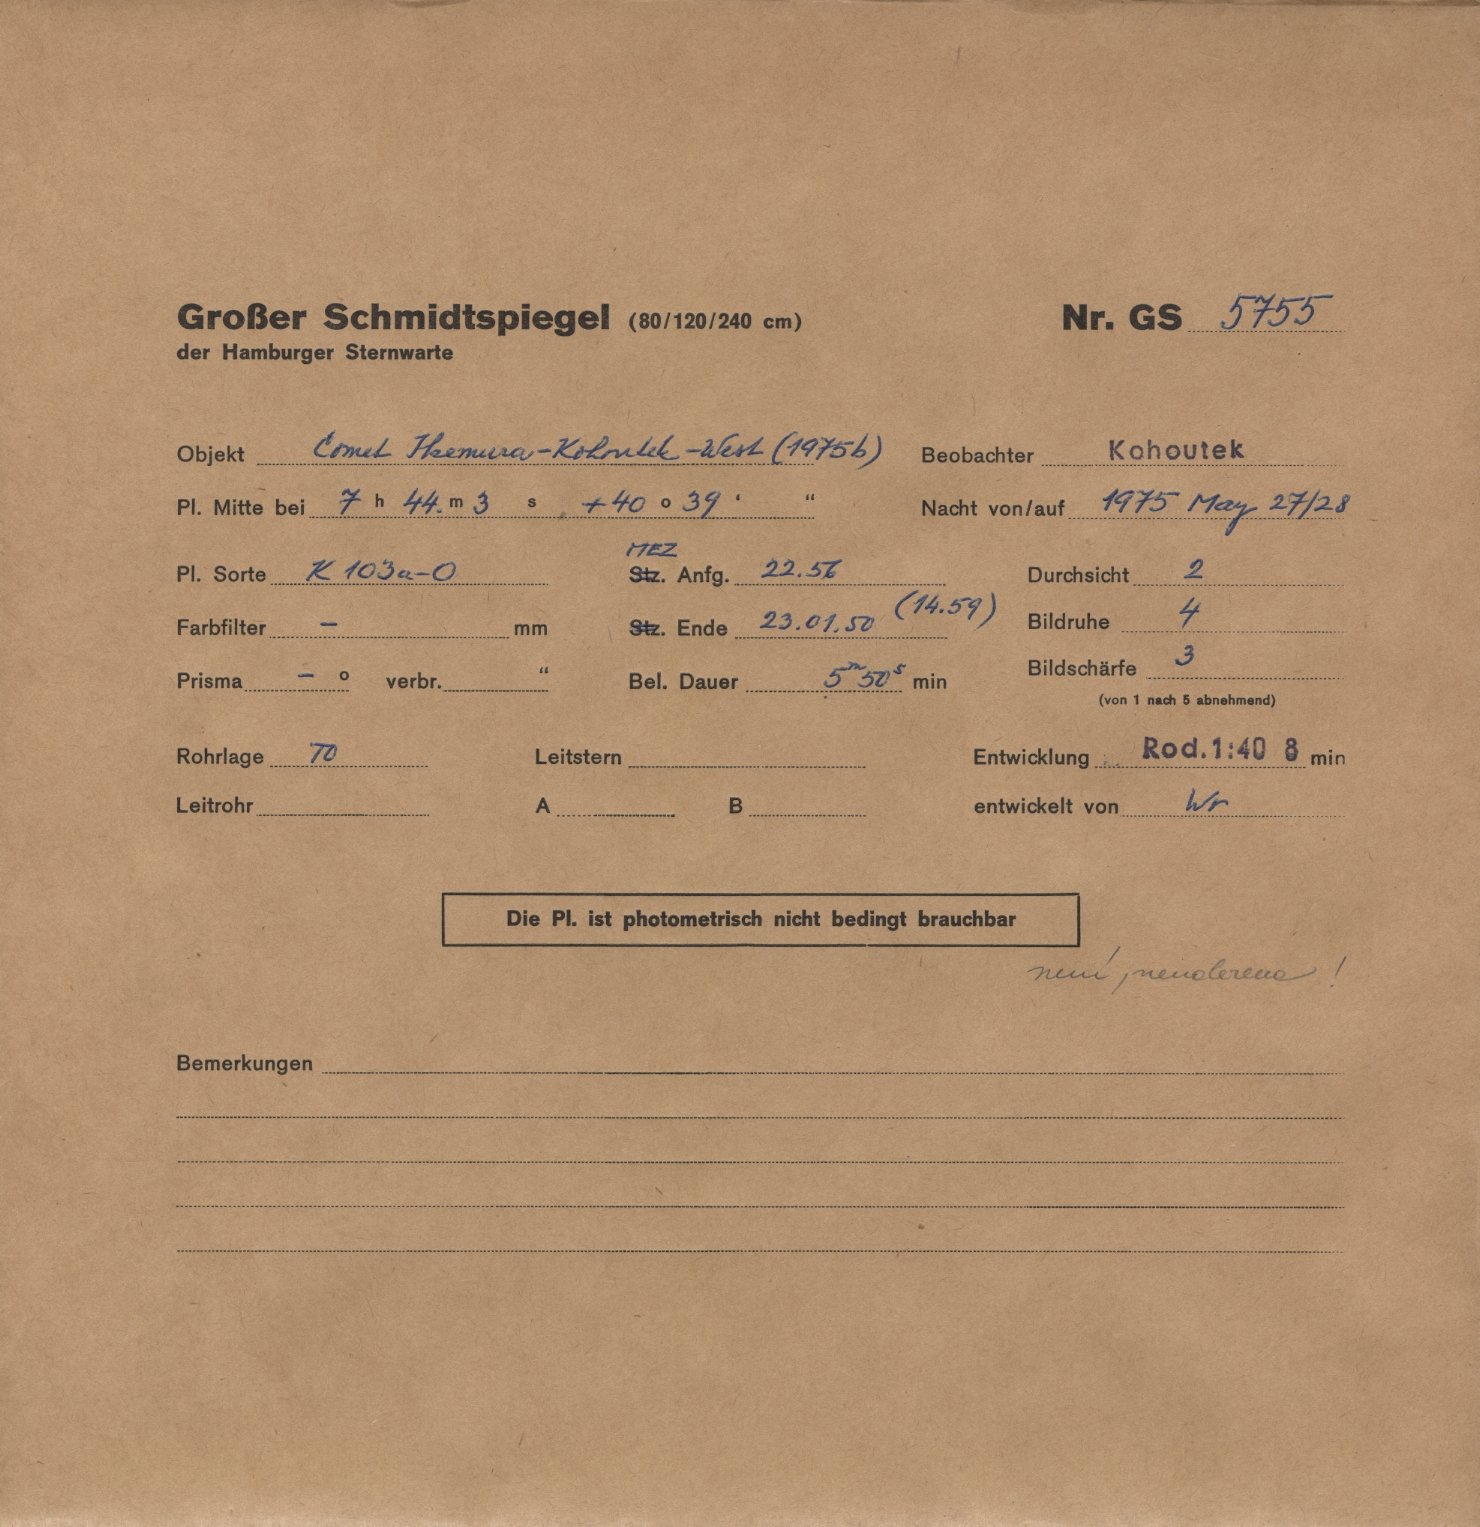 Großer Schmidtspiegel (80/120/240 cm) Nr. GS 5755
der Hamburger Sternwarte
Objekt Comet Ikemura-Kohoutek-West (1975b) Beobachter Kohoutek
Pl. Mitte bei 7 h 44. m 3 s +40 o 39 ‘ “ Nacht von/auf 1975 May 27/28
MEZ
Pl. Sorte K 103a-O Stz. Anfg. 22.56 Durchsicht 2
Farbfilter – mm Stz. Ende 23.01.50 (14.59) Bildruhe 4
Prisma – o verbr. “ Bel. Dauer 5m50s min Bildschärfe 3
(von 1 nach 5 abnehmend)
Rohrlage TO Leitstern Entwicklung Rod.1:40 8 min
Leitrohr A B entwickelt von Wr
Die Pl. ist photometrisch nicht bedingt brauchbar
není !
Bemerkungen